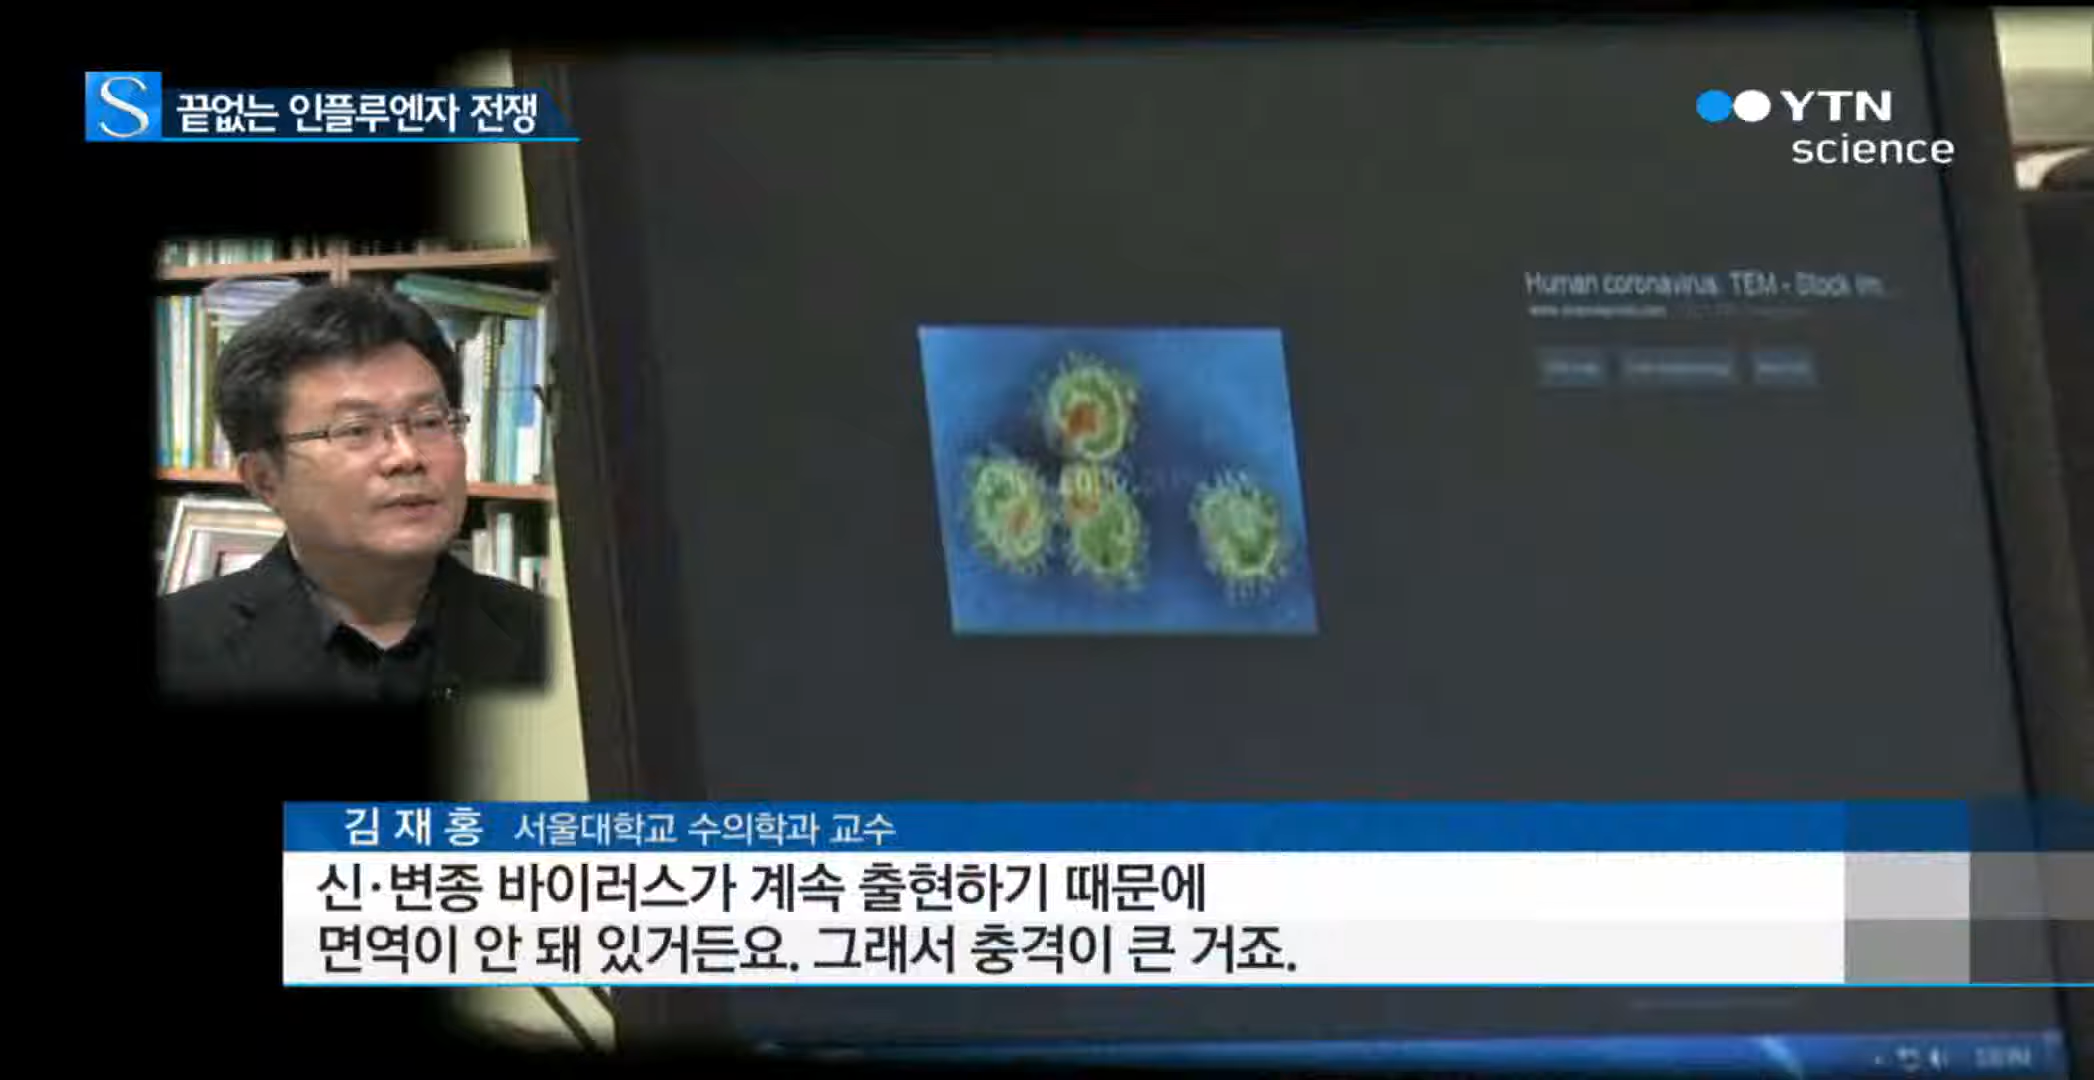 S 끝없는 인플루엔자 전쟁
YTN
science
Human coronavirus, TEM - Stock Im...
김재홍 서울대학교 수의학과 교수
신·변종 바이러스가 계속 출현하기 때문에
면역이 안 돼 있거든요. 그래서 충격이 큰 거죠.